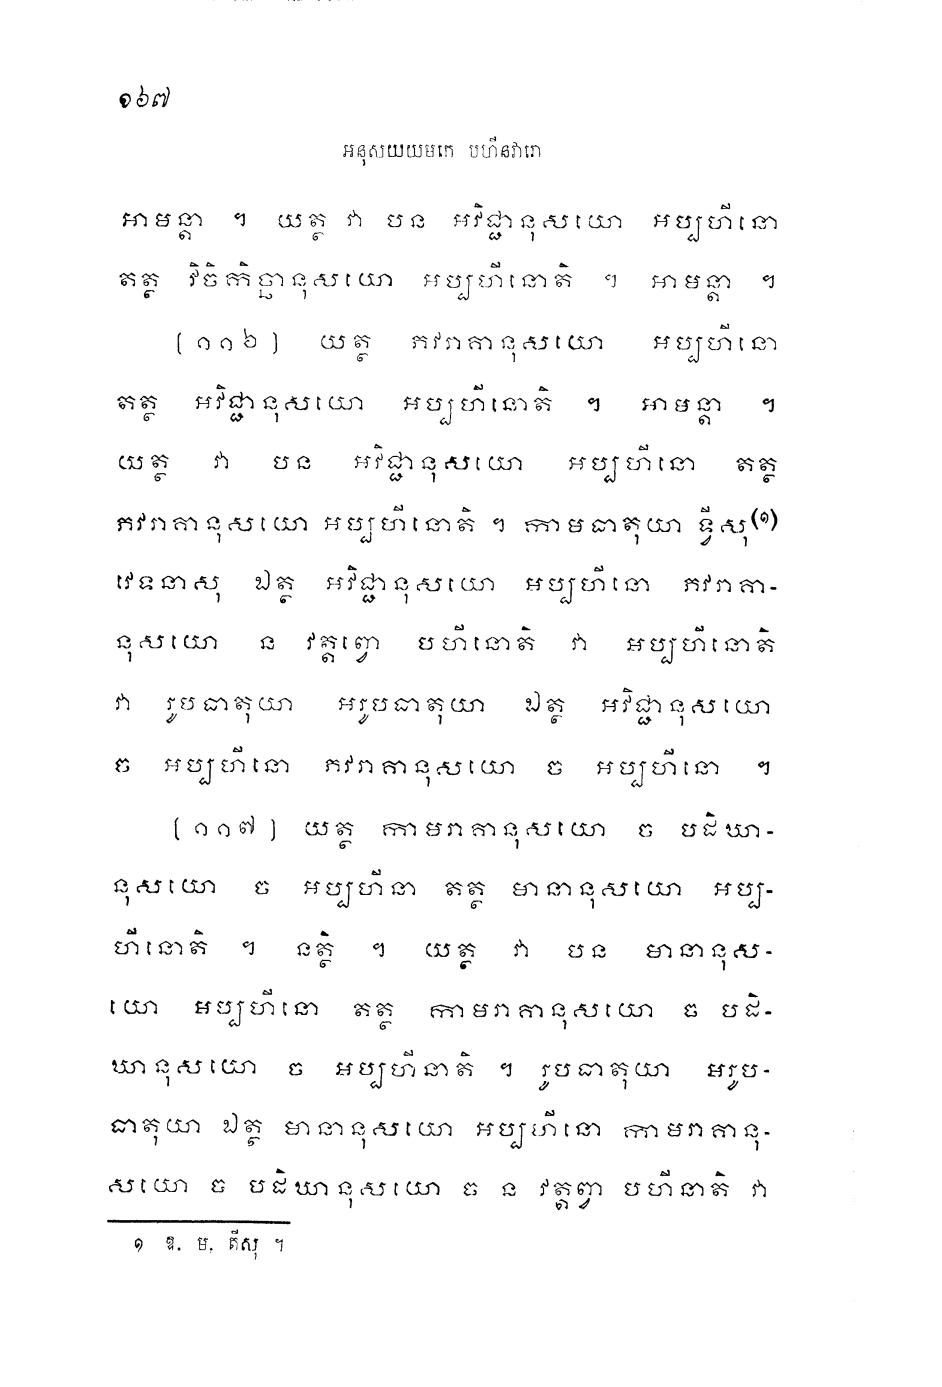 ១៦៧
អនុសយយមកេ បហីនវារោ
អាមន្តា ។ យត្ថ វា បន អវិជ្ជានុសយោ អប្បហីនោ
តត្ថ វិចិកិច្ឆានុសយោ អប្បហីនោតិ ។ អាមន្តា ។
[១១៦] យត្ថ ភវរាគានុសយោ អប្បហីនោ
តត្ថ អវិជ្ជានុសយោ អប្បហីនោតិ ។ អាមន្តា ។
យត្ថ វា បន អវិជ្ជានុសយោ អប្បហីនោ តត្ថ
ភវរាគានុសយោ អប្បហីនោតិ ។ កាមធាតុយា ទ្វីសុ(១)
វេទនាសុ ឯត្ថ អវិជ្ជានុសយោ អប្បហីនោ ភវរាគា-
នុសយោ ន វត្តព្វោ បហីនោតិ វា អប្បហីនោតិ
វា រូបធាតុយា អរូបធាតុយា ឯត្ថ អវិជ្ជានុសយោ
ច អប្បហីនោ ភវរាគានុសយោ ច អប្បហីនោ ។
[១១៧] យត្ថ កាមរាគានុសយោ ច បដិឃា-
នុសយោ ច អប្បហីនា តត្ថ មានានុសយោ អប្ប-
ហីនោតិ ។ នត្ថិ ។ យត្ថ វា បន មានានុស-
យោ អប្បហីនោ តត្ថ កាមរាគានុសយោ ច បដិ-
ឃានុសយោ ច អប្បហីនាតិ ។ រូបធាតុយា អរូប-
ធាតុយា ឯត្ថ មានានុសយោ អប្បហីនោ កាមរាគានុ-
សយោ ច បដិឃានុសយោ ច ន វត្តព្វា បហីនាតិ វា
១ ឱ. ម. តីសុ ។